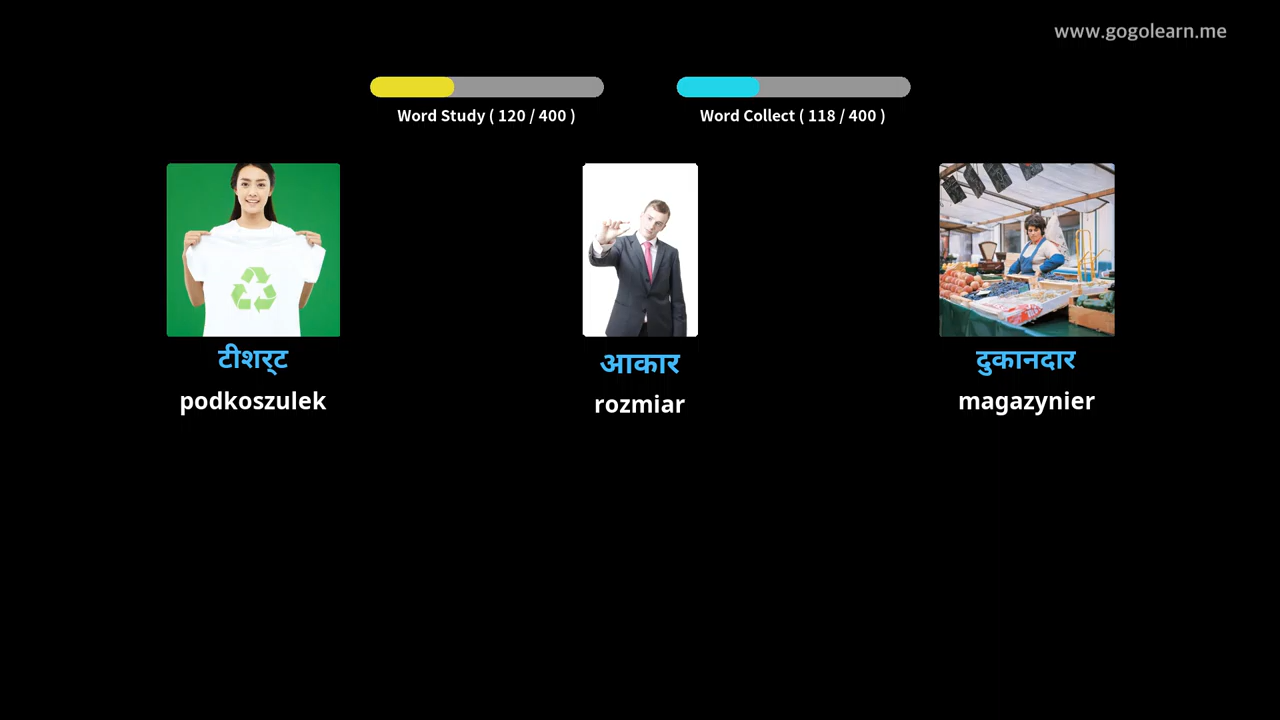 www.gogolearn.me
Word Study ( 120 / 400 )
Word Collect ( 118 / 400 )
टीशर्ट
आकार
दुकानदार
podkoszulek
rozmiar
magazynier